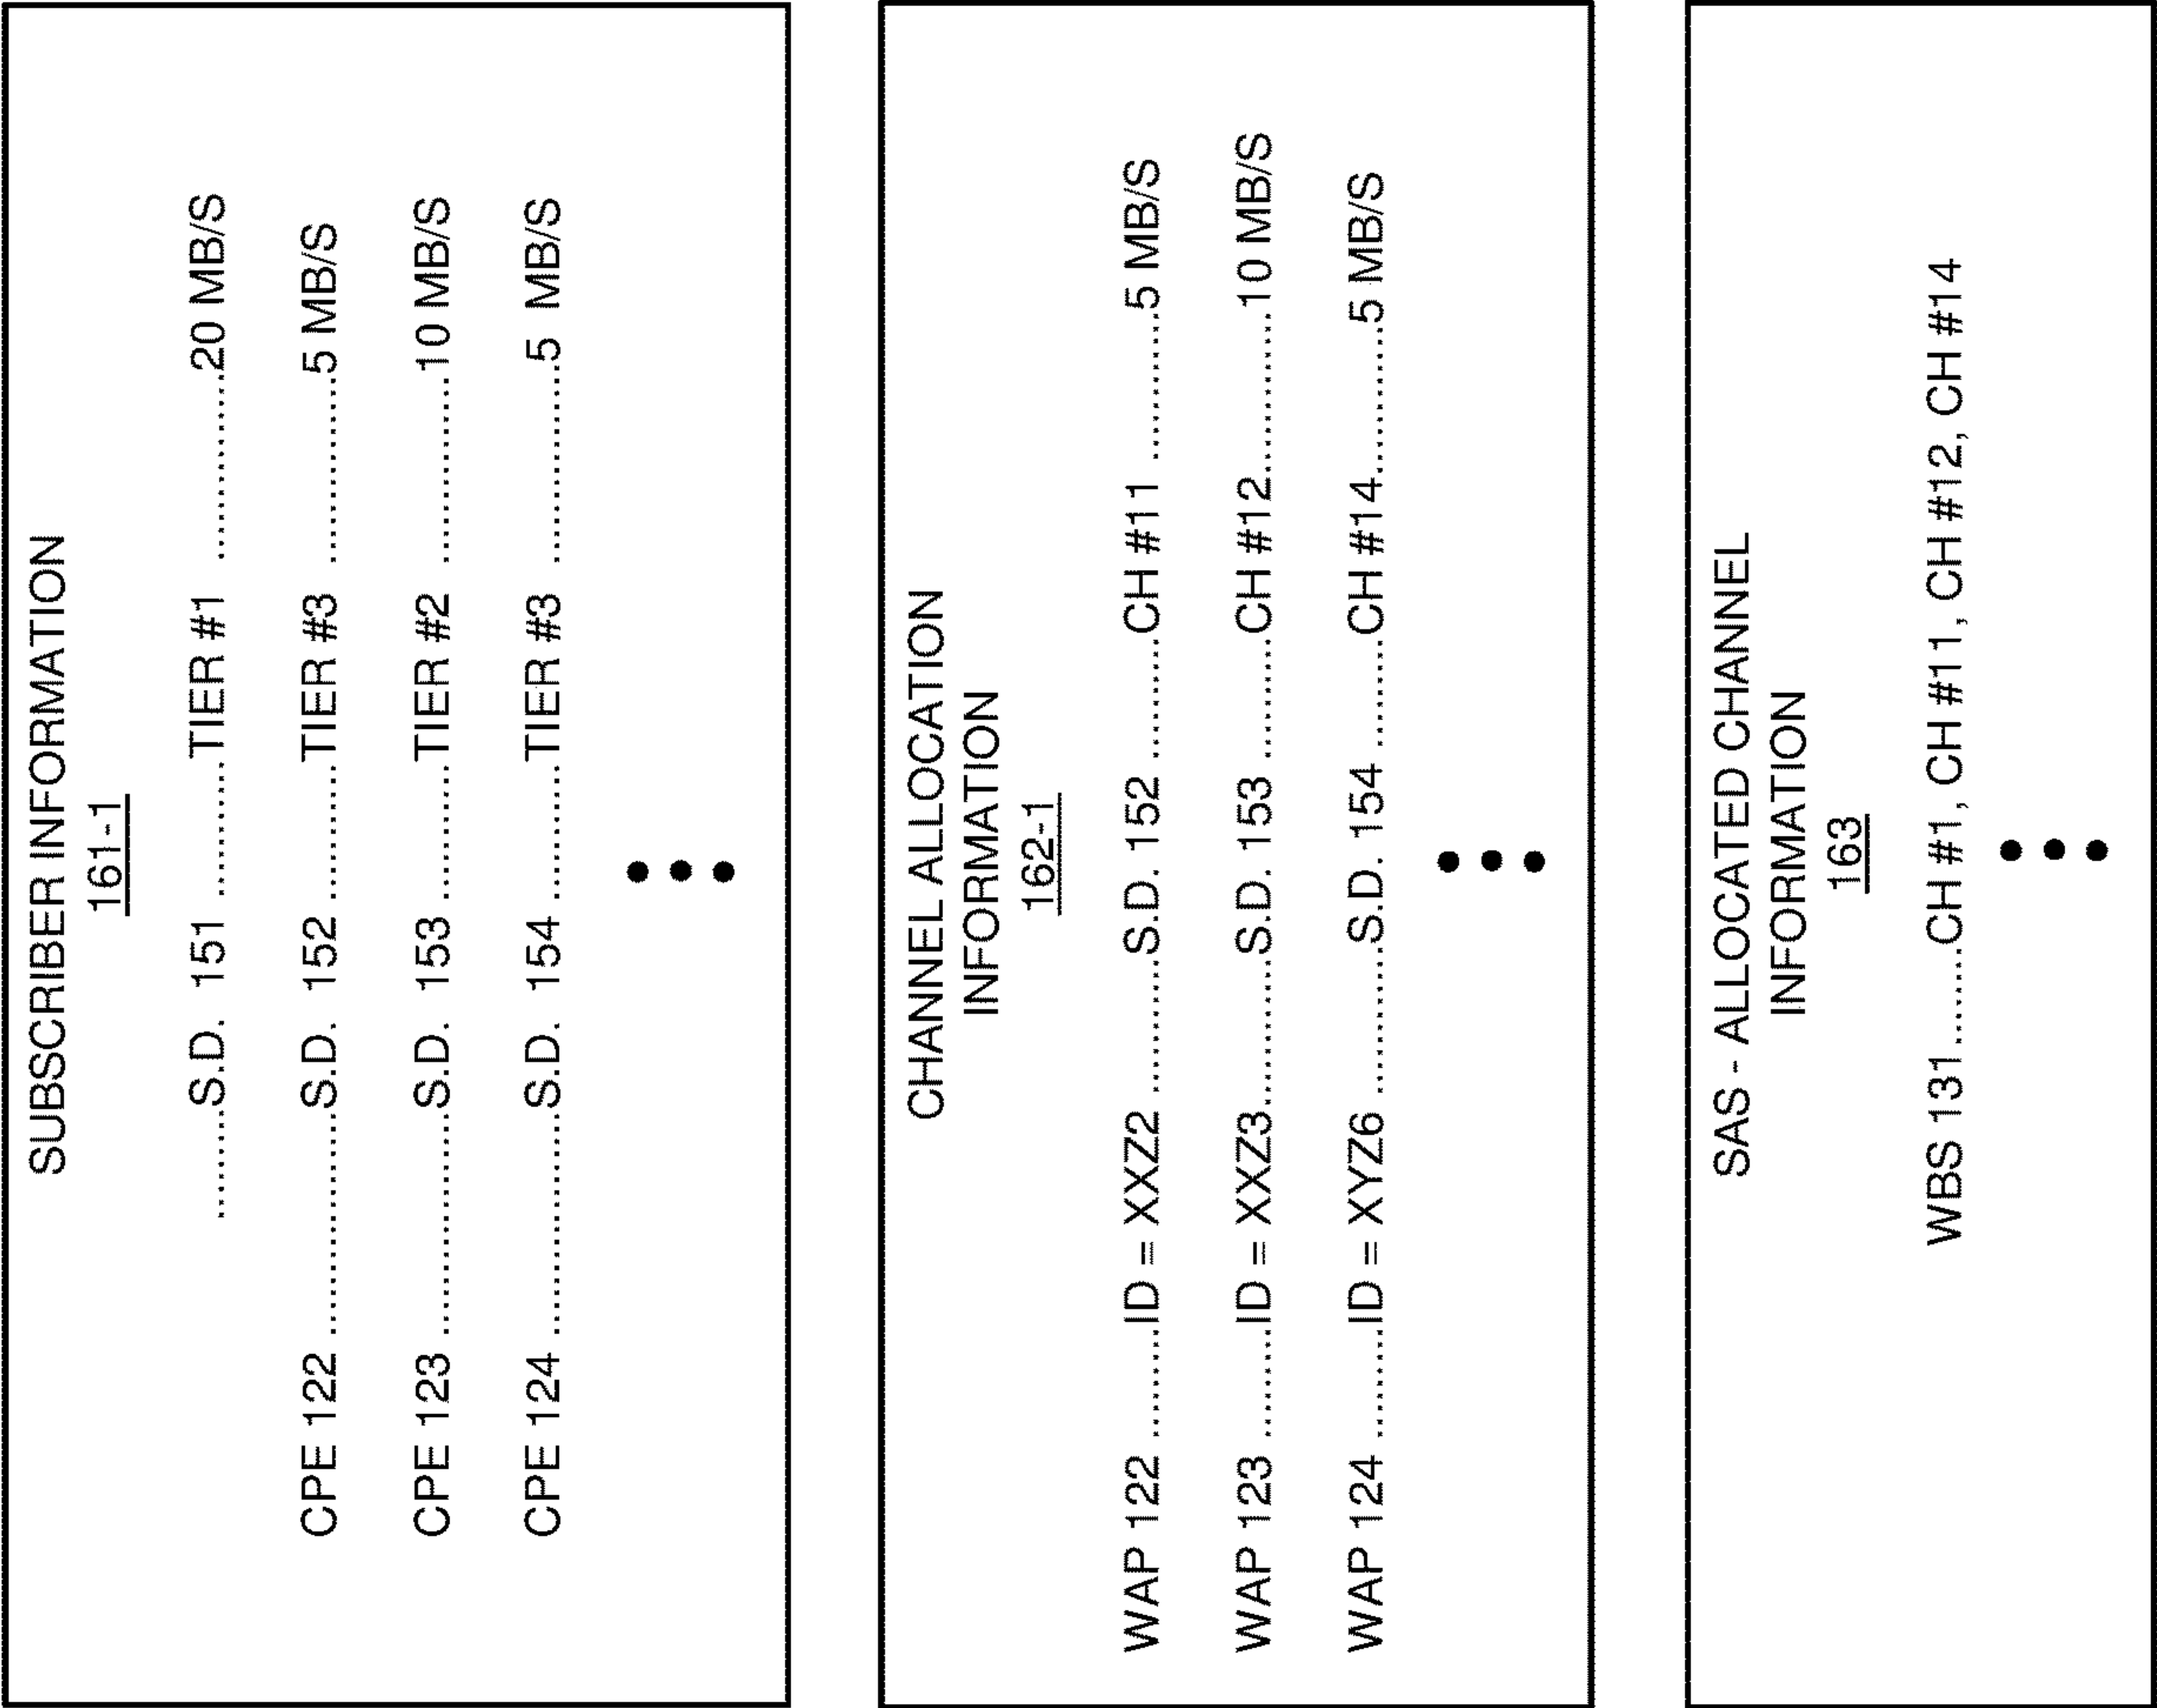 SUBSCRIBER INFORMATION
161-1
..............S.D. 151 ..............TIER #1 ....................20 MB/S
CPE 122 ........................S.D. 152 ..............TIER #3 ....................5 MB/S
CPE 123 ........................S.D. 153 ..............TIER #2 ....................10 MB/S
CPE 124 ........................S.D. 154 ..............TIER #3 ....................5 MB/S
CHANNEL ALLOCATION
INFORMATION
162-1
WAP 122 ...........ID = XXZ2 ...............S.D. 152 ............CH #11 ...............5 MB/S
WAP 123 ...........ID = XXZ3...............S.D. 153 ............CH #12.................10 MB/S
WAP 124 ...........ID = XYZ6 ...............S.D. 154 ............CH #14................5 MB/S
SAS - ALLOCATED CHANNEL
INFORMATION
163
WBS 131...........CH #1, CH #11, CH #12, CH #14